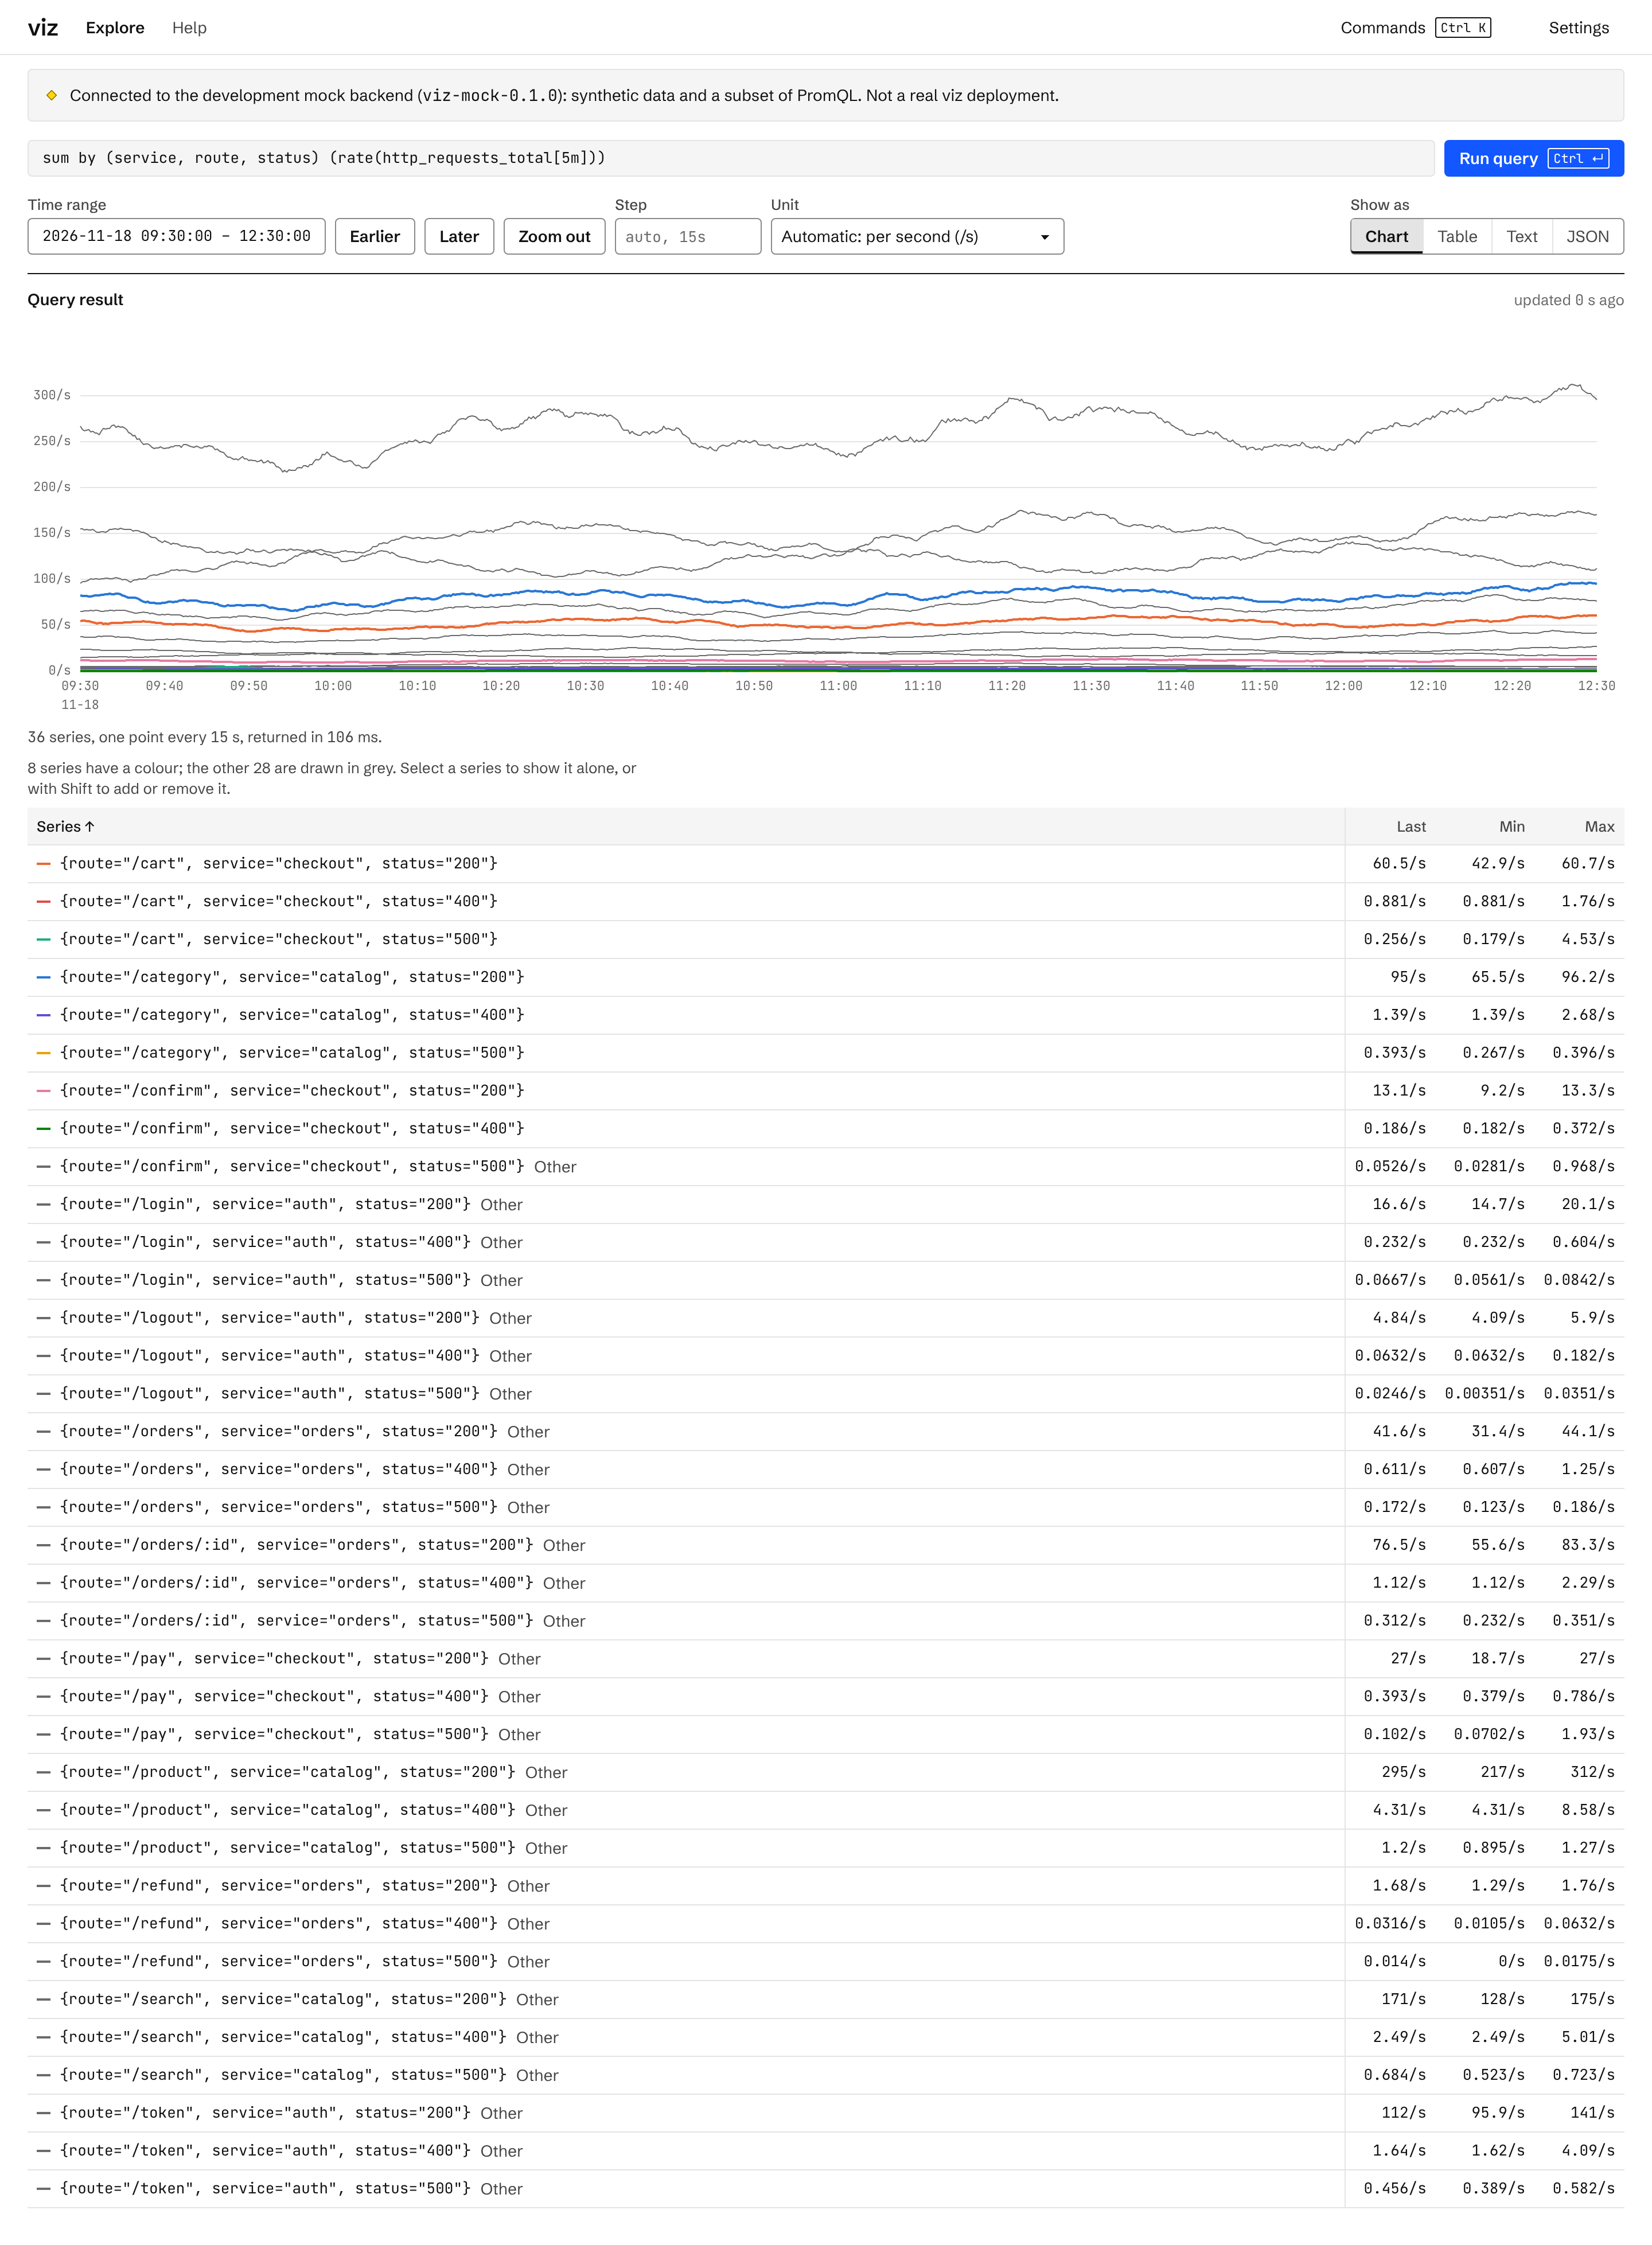 viz Explore Help Commands Ctrl K Settings
Connected to the development mock backend (viz-mock-0.1.0): synthetic data and a subset of PromQL. Not a real viz deployment.
sum by (service, route, status) (rate(http_requests_total[5m])) Run query Ctrl ↵
Time range Step Unit Show as
2026-11-18 09:30:00 – 12:30:00 Earlier Later Zoom out auto, 15s Automatic: per second (/s) Chart Table Text JSON
Query result updated 0 s ago
300/s
250/s
200/s
150/s
100/s
50/s
0/s
09:30 09:40 09:50 10:00 10:10 10:20 10:30 10:40 10:50 11:00 11:10 11:20 11:30 11:40 11:50 12:00 12:10 12:20 12:30
11-18
36 series, one point every 15 s, returned in 106 ms.
8 series have a colour; the other 28 are drawn in grey. Select a series to show it alone, or
with Shift to add or remove it.
Series ↑ Last Min Max
{route="/cart", service="checkout", status="200"} 60.5/s 42.9/s 60.7/s
{route="/cart", service="checkout", status="400"} 0.881/s 0.881/s 1.76/s
{route="/cart", service="checkout", status="500"} 0.256/s 0.179/s 4.53/s
{route="/category", service="catalog", status="200"} 95/s 65.5/s 96.2/s
{route="/category", service="catalog", status="400"} 1.39/s 1.39/s 2.68/s
{route="/category", service="catalog", status="500"} 0.393/s 0.267/s 0.396/s
{route="/confirm", service="checkout", status="200"} 13.1/s 9.2/s 13.3/s
{route="/confirm", service="checkout", status="400"} 0.186/s 0.182/s 0.372/s
{route="/confirm", service="checkout", status="500"} Other 0.0526/s 0.0281/s 0.968/s
{route="/login", service="auth", status="200"} Other 16.6/s 14.7/s 20.1/s
{route="/login", service="auth", status="400"} Other 0.232/s 0.232/s 0.604/s
{route="/login", service="auth", status="500"} Other 0.0667/s 0.0561/s 0.0842/s
{route="/logout", service="auth", status="200"} Other 4.84/s 4.09/s 5.9/s
{route="/logout", service="auth", status="400"} Other 0.0632/s 0.0632/s 0.182/s
{route="/logout", service="auth", status="500"} Other 0.0246/s 0.00351/s 0.0351/s
{route="/orders", service="orders", status="200"} Other 41.6/s 31.4/s 44.1/s
{route="/orders", service="orders", status="400"} Other 0.611/s 0.607/s 1.25/s
{route="/orders", service="orders", status="500"} Other 0.172/s 0.123/s 0.186/s
{route="/orders/:id", service="orders", status="200"} Other 76.5/s 55.6/s 83.3/s
{route="/orders/:id", service="orders", status="400"} Other 1.12/s 1.12/s 2.29/s
{route="/orders/:id", service="orders", status="500"} Other 0.312/s 0.232/s 0.351/s
{route="/pay", service="checkout", status="200"} Other 27/s 18.7/s 27/s
{route="/pay", service="checkout", status="400"} Other 0.393/s 0.379/s 0.786/s
{route="/pay", service="checkout", status="500"} Other 0.102/s 0.0702/s 1.93/s
{route="/product", service="catalog", status="200"} Other 295/s 217/s 312/s
{route="/product", service="catalog", status="400"} Other 4.31/s 4.31/s 8.58/s
{route="/product", service="catalog", status="500"} Other 1.2/s 0.895/s 1.27/s
{route="/refund", service="orders", status="200"} Other 1.68/s 1.29/s 1.76/s
{route="/refund", service="orders", status="400"} Other 0.0316/s 0.0105/s 0.0632/s
{route="/refund", service="orders", status="500"} Other 0.014/s 0/s 0.0175/s
{route="/search", service="catalog", status="200"} Other 171/s 128/s 175/s
{route="/search", service="catalog", status="400"} Other 2.49/s 2.49/s 5.01/s
{route="/search", service="catalog", status="500"} Other 0.684/s 0.523/s 0.723/s
{route="/token", service="auth", status="200"} Other 112/s 95.9/s 141/s
{route="/token", service="auth", status="400"} Other 1.64/s 1.62/s 4.09/s
{route="/token", service="auth", status="500"} Other 0.456/s 0.389/s 0.582/s